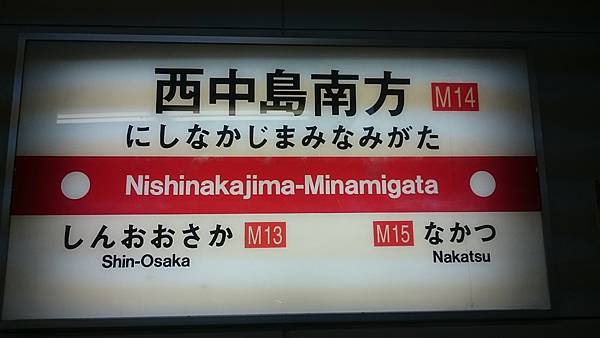 西中島南方 M14
にしなかじまみなみがた
Nishinakajima-Minamigata
しんおおさか M13 M15 なかつ
Shin-Osaka Nakatsu